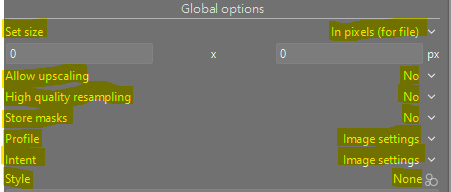 Global options
Set size In pixels (for file)
0 x 0 px
Allow upscaling No
High quality resampling No
Store masks No
Profile Image settings
Intent Image settings
Style None